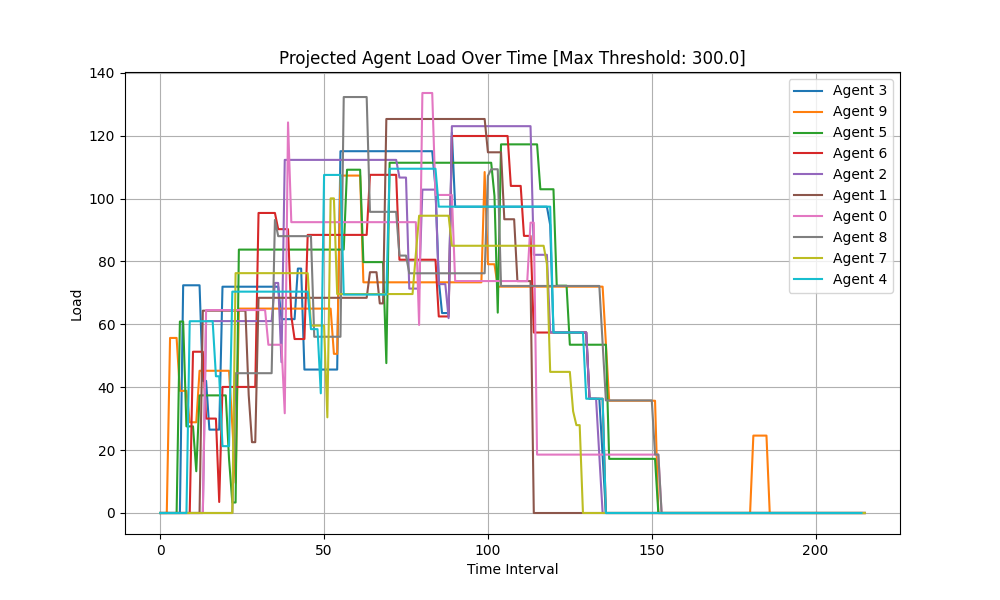 Projected Agent Load Over Time [Max Threshold: 300.0]
Load
140
120
100
80
60
40
20
0
0
50
100
150
200
Time Interval
Agent 3
Agent 9
Agent 5
Agent 6
Agent 2
Agent 1
Agent 0
Agent 8
Agent 7
Agent 4